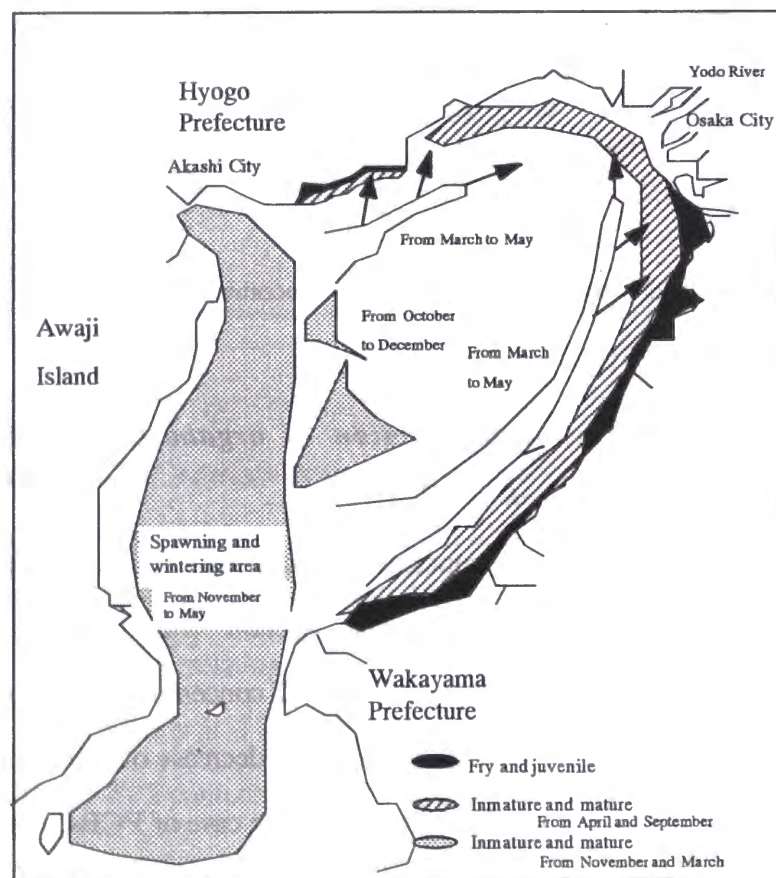 Yodo River
Osaka City
Hyogo
Prefecture
Akashi City
From March to May
From October
to December
From March
to May
Awaji
Island
Spawning and
wintering area
From November
to May
Wakayama
Prefecture
Fry and juvenile
Inmature and mature
From April and September
Inmature and mature
From November and March